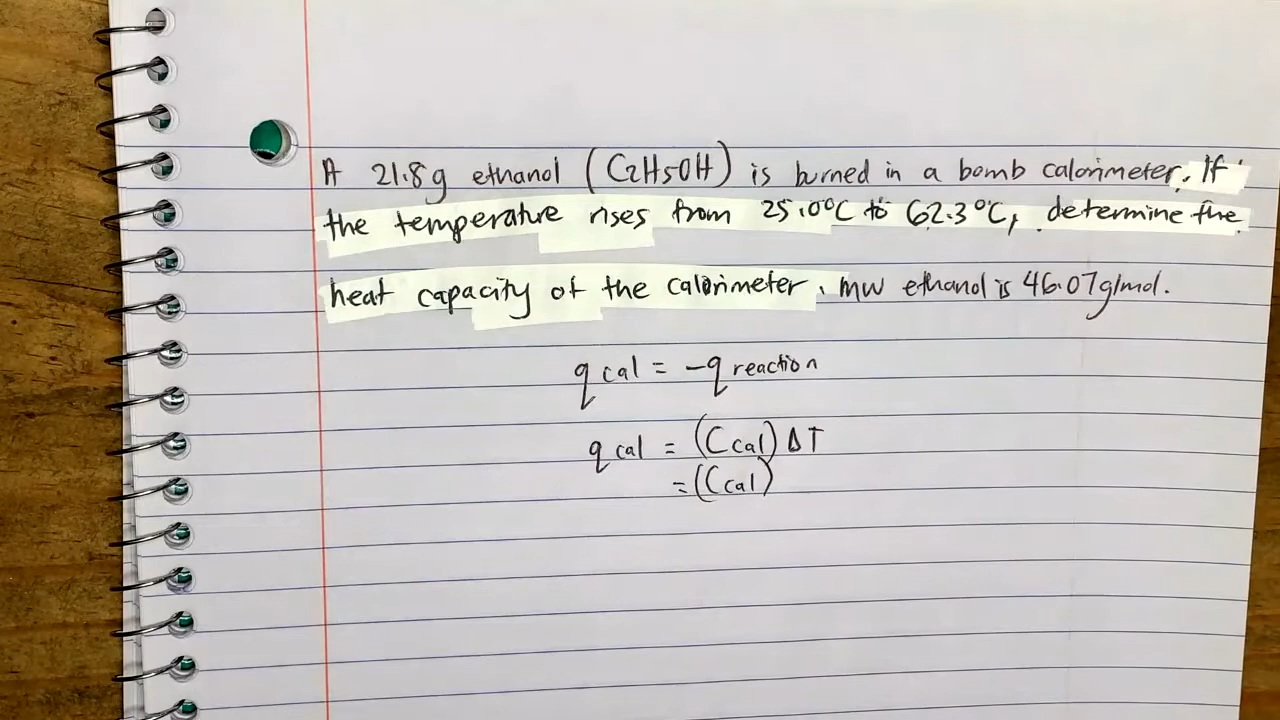 A 21.8g ethanol (C2H5OH) is burned in a bomb calorimeter. If
the temperature rises from 25.0°C to 62.3°C, determine the
heat capacity of the calorimeter. MW ethanol is 46.07g/mol.
q cal = -q reaction
q cal = (Ccal) ΔT
= (Ccal)